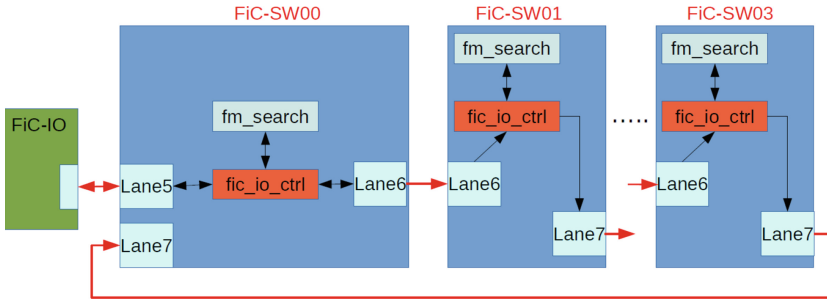 FiC-SW00 FiC-SW01 FiC-SW03
fm_search fm_search
FiC-IO fm_search fic_io_ctrl ..... fic_io_ctrl
Lane5 fic_io_ctrl Lane6 Lane6 Lane6
Lane7 Lane7 Lane7